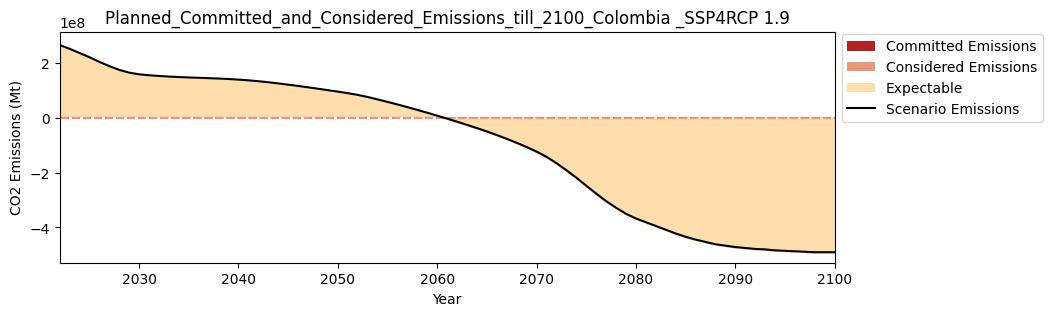 Planned_Committed_and_Considered_Emissions_till_2100_Colombia _SSP4RCP 1.9
1e8
CO2 Emissions (Mt)
2
0
−2
−4
2030 2040 2050 2060 2070 2080 2090 2100
Year
Committed Emissions
Considered Emissions
Expectable
Scenario Emissions